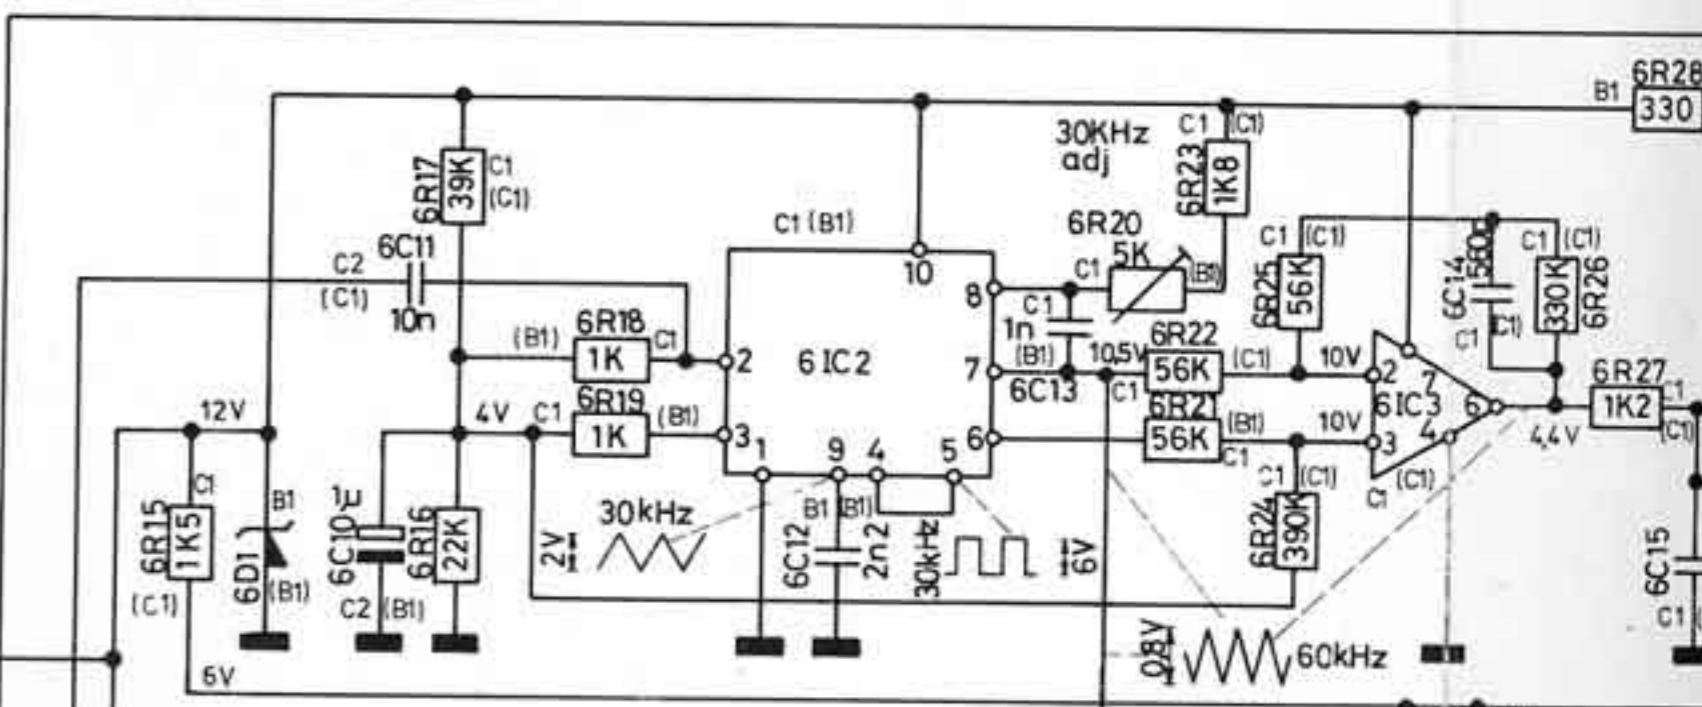 6R28
B1
330
30KHz
adj
C1 (C1)
6R23
1K8
6R17
39K
C1
(C1)
C1 (B1)
6R20
5K
C1
(B1)
6C11
C2
(C1)
10n
10
8
C1
1n
(B1)
6C13
C1 (C1)
6R25
56K
6C14
560p
C1
C1)
C1 (C1)
330K
6R26
(B1)
6R18
1K
C1
2
6IC2
7
10,5V
C1
6R22
56K
(C1)
10V
2
7
6IC3
6
4
3
6R27
1K2
C1
(C1)
12V
4V
C1
6R19
1K
(B1)
3
1
9
4
5
6
6R21
56K
(B1)
C1
10V
4,4V
C1 (C1)
C1 (C1)
6R24
390K
C1
6R15
1K5
(C1)
B1
6D1
(B1)
1µ
6C10
C2 (B1)
6R16
22K
2V
30kHz
B1 (B1)
6C12
2n2
30kHz
6V
0,8V
60kHz
6C15
C1
6V